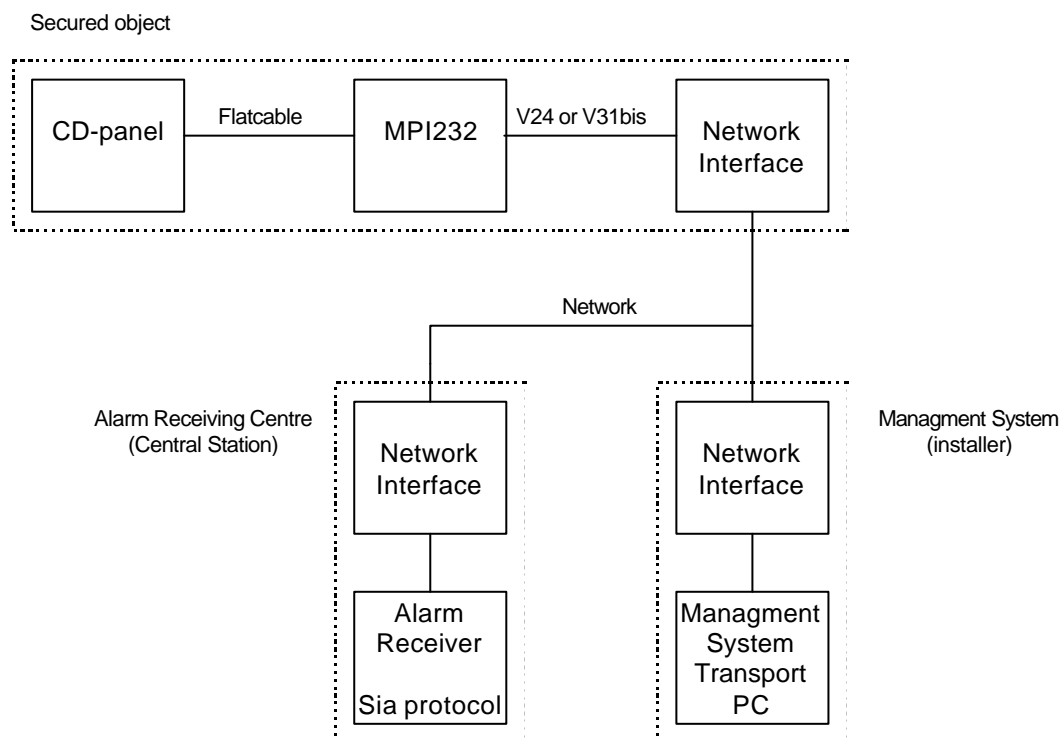 Secured object
CD-panel
Flatcable
MPI232
V24 or V31bis
Network
Interface
Network
Alarm Receiving Centre
(Central Station)
Network
Interface
Network
Interface
Managment System
(installer)
Alarm
Receiver
Sia protocol
Managment
System
Transport
PC